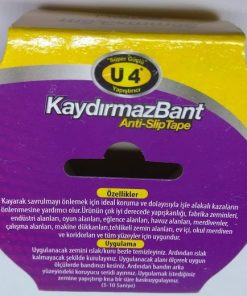 "Süper Güçlü"
U4
Yapıştırıcı
KaydırmazBant
Anti-SlipTape
Özellikler
Kayarak savrulmayı önlemek için ideal koruma ve dolayısıyla işle alakalı kazaların
önlenmesine yardımcı olur.Ürünün çok iyi derecede yapışkanlığı, fabrika zeminleri,
endüstri alanları, oyun alanları, eğlence alanları, havuz alanları, merdivenler,
çalışma alanları, makine dükkanları,tehlikeli zemin alanları, ev içi, okul merdiven
ve koridorları ve tüm yüzeyler için uygundur.
Uygulama
Uygulanacak zemini ıslak/kuru bezle temizleyiniz. Ardından ıslak
kalmayacak şekilde kurulayınız. Uygulanacak alanı ölçerek uygun
ölçülerde bandınızı kesiniz. Ardından bandın arka
yüzeyindeki koruyucu şeridi ayırınız. Uygulamak istediğiniz
zemine yapıştırıp kısa bir süre baskı uygulayınız.
(5-10 Saniye)